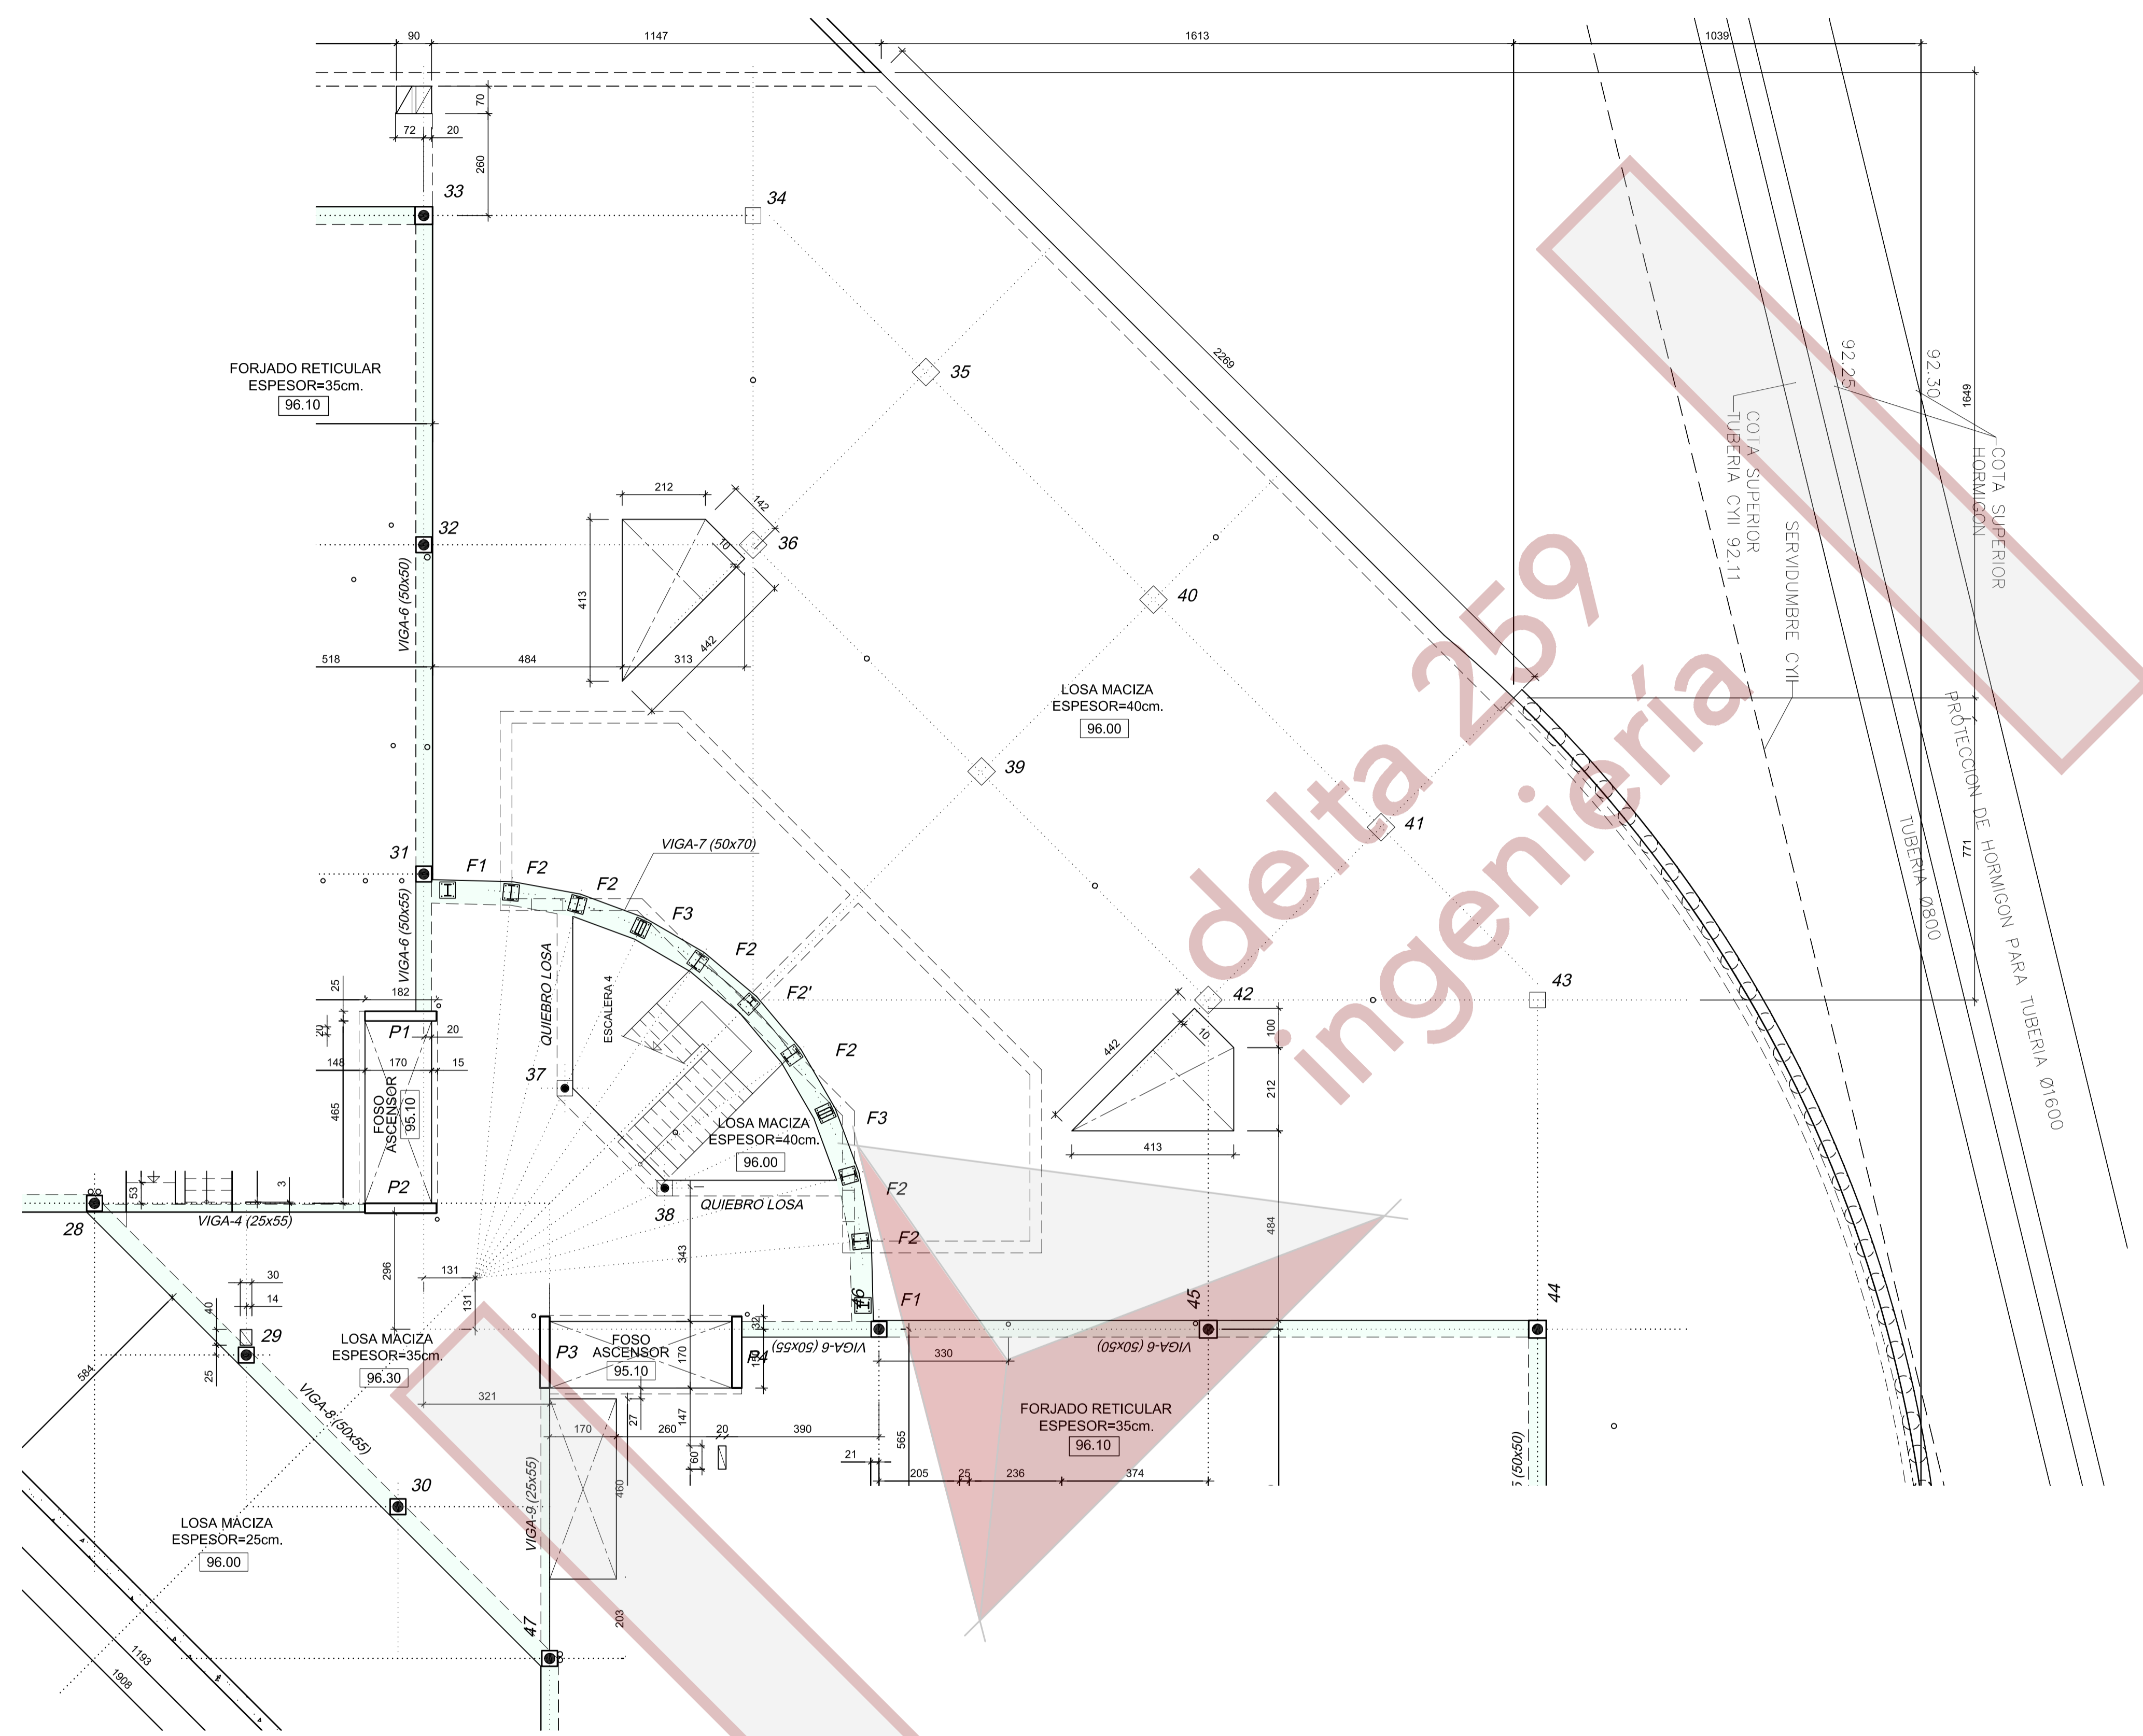 90
1147
1613
1039
70
72
20
260
33
34
2269
35
92.25
92.30
1649
FORJADO RETICULAR
ESPESOR=35cm.
96.10
COTA SUPERIOR
TUBERIA CYII 92.11
COTA SUPERIOR
HORMIGON
SERVIDUMBRE CYII
212
142
32
36
10
VIGA-6 (50x50)
413
442
40
518
484
313
LOSA MACIZA
ESPESOR=40cm.
96.00
delta 259
ingeniería
39
41
PROTECCION DE HORMIGON PARA TUBERIA Ø1600
TUBERIA Ø800
771
VIGA-7 (50x70)
31
F1
F2
F2
F3
F2
F2'
F2
F3
F2
F2
F1
VIGA-6 (50x55)
QUIEBRO LOSA
ESCALERA 4
42
43
25
182
20
P1
20
148
170
15
FOSO
ASCENSOR
95.10
465
37
442
10
100
212
413
LOSA MACIZA
ESPESOR=40cm.
96.00
53
3
P2
28
VIGA-4 (25x55)
38
QUIEBRO LOSA
484
296
131
131
343
30
14
40
29
25
LOSA MACIZA
ESPESOR=35cm.
96.30
584
46
45
44
32
P3
FOSO
ASCENSOR
95.10
170
P4
VIGA-6 (50x55)
VIGA-6 (50x50)
330
321
VIGA-8 (50x55)
170
27
147
260
20
390
60
21
565
FORJADO RETICULAR
ESPESOR=35cm.
96.10
205
25
236
374
(50x50)
30
VIGA-9 (25x55)
460
LOSA MACIZA
ESPESOR=25cm.
96.00
47
203
1193
1908